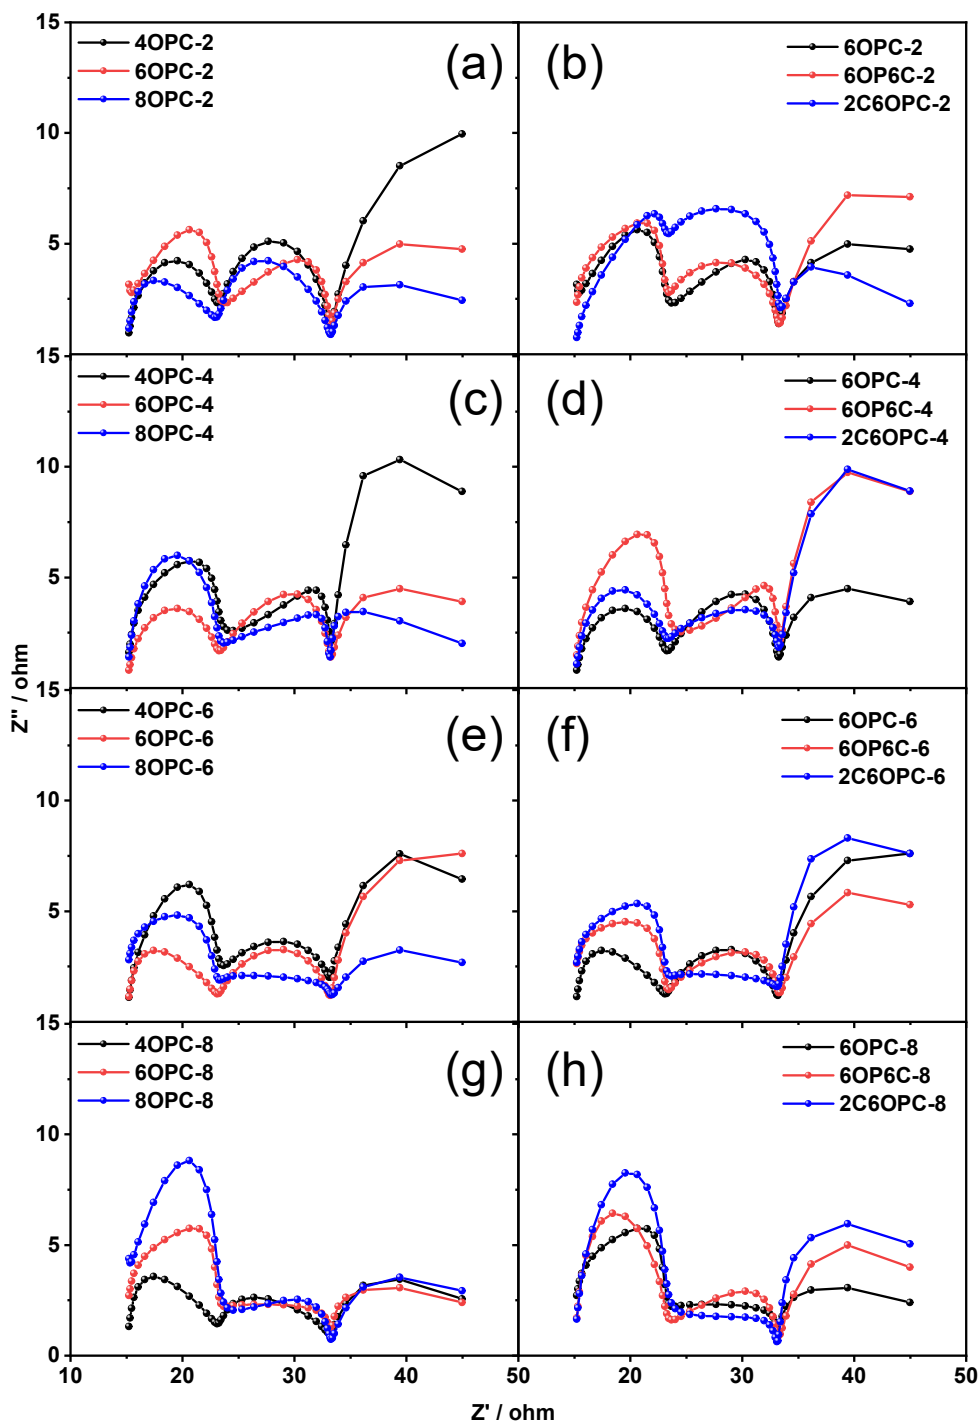 15
4OPC-2
6OPC-2
8OPC-2
(a)
(b)
6OPC-2
6OP6C-2
2C6OPC-2
10
5
15
4OPC-4
6OPC-4
8OPC-4
(c)
(d)
6OPC-4
6OP6C-4
2C6OPC-4
10
5
Z'' / ohm
15
4OPC-6
6OPC-6
8OPC-6
(e)
(f)
6OPC-6
6OP6C-6
2C6OPC-6
10
5
15
4OPC-8
6OPC-8
8OPC-8
(g)
(h)
6OPC-8
6OP6C-8
2C6OPC-8
10
5
0
10 20 30 40 50 20 30 40 50
Z' / ohm